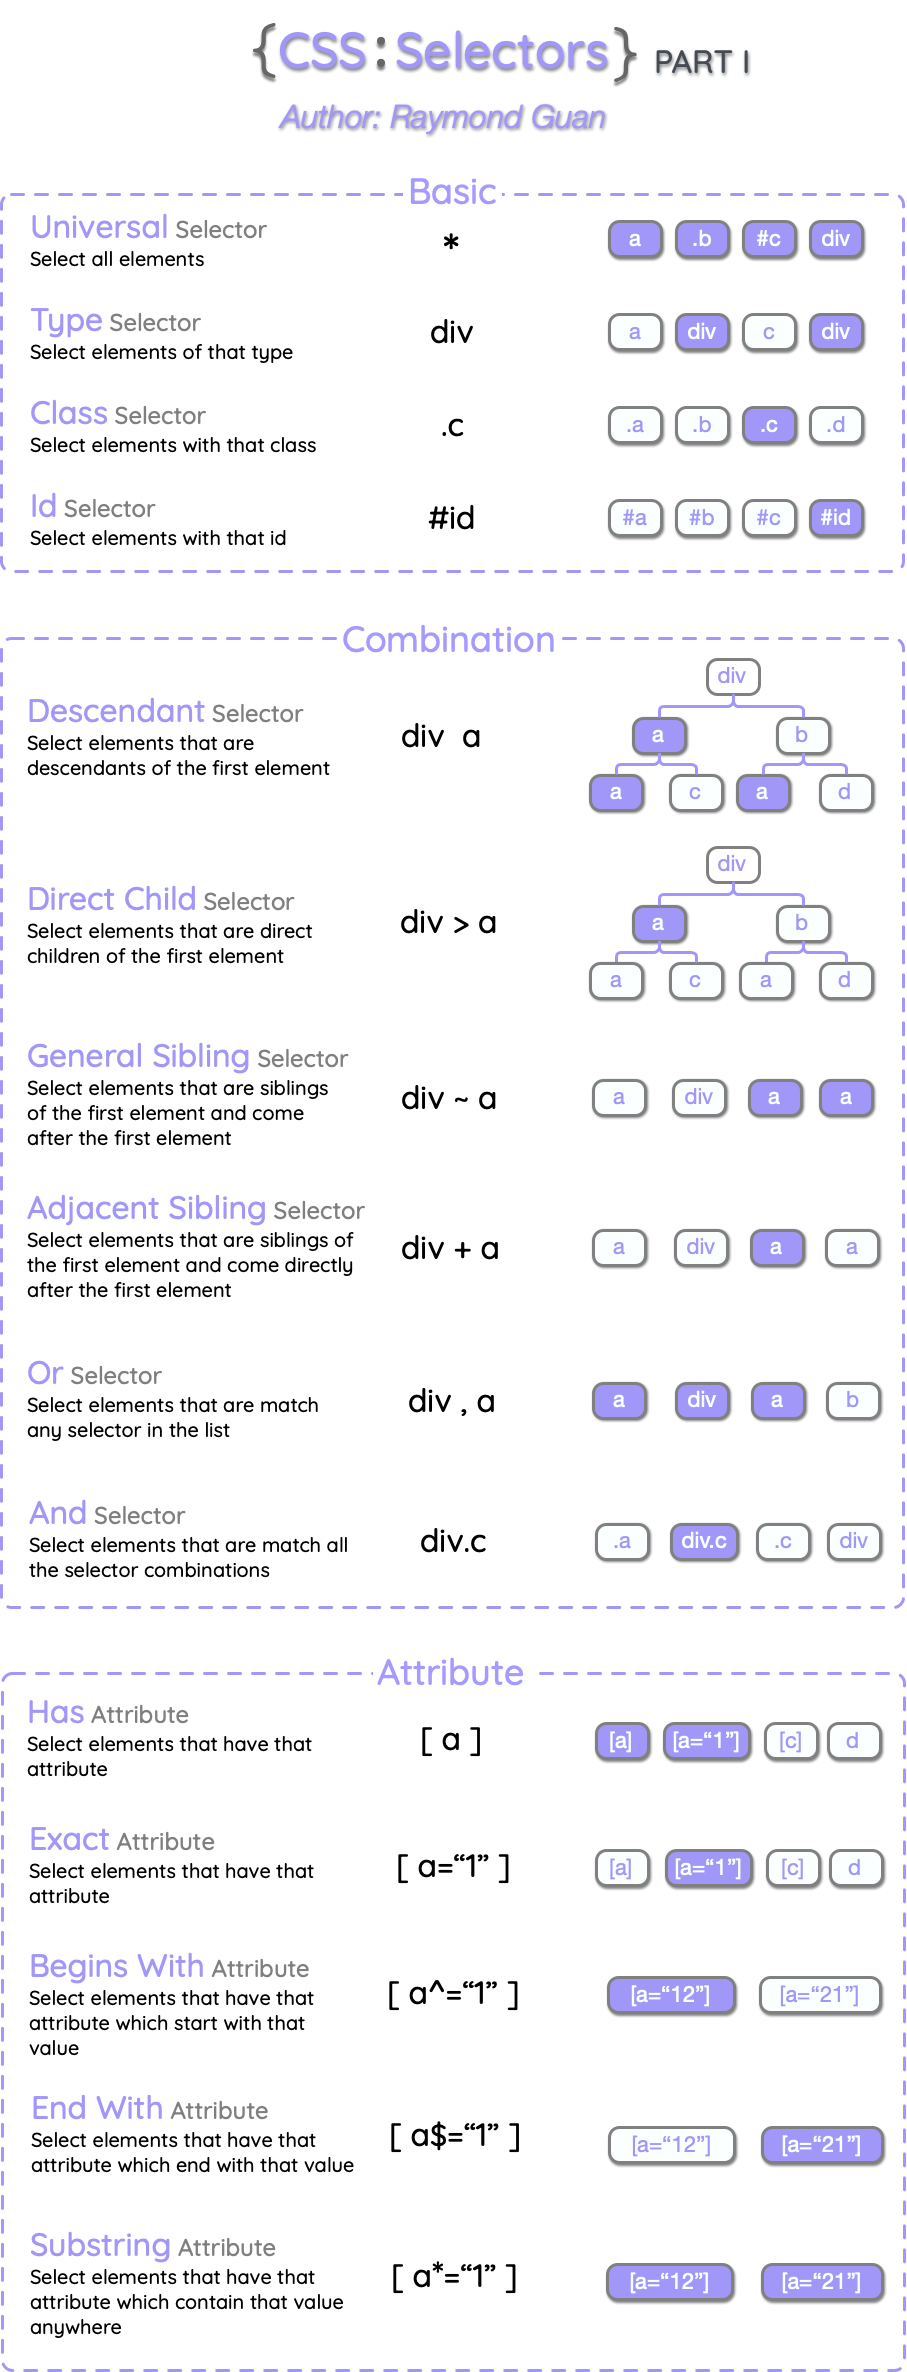 {CSS:Selectors} PART I
Author: Raymond Guan
Basic
Universal Selector
Select all elements
*
a .b #c div
Type Selector
Select elements of that type
div
a div c div
Class Selector
Select elements with that class
.c
.a .b .c .d
Id Selector
Select elements with that id
#id
#a #b #c #id
Combination
Descendant Selector
Select elements that are
descendants of the first element
div a
div
a b
a c a d
Direct Child Selector
Select elements that are direct
children of the first element
div > a
div
a b
a c a d
General Sibling Selector
Select elements that are siblings
of the first element and come
after the first element
div ~ a
a div a a
Adjacent Sibling Selector
Select elements that are siblings of
the first element and come directly
after the first element
div + a
a div a a
Or Selector
Select elements that are match
any selector in the list
div , a
a div a b
And Selector
Select elements that are match all
the selector combinations
div.c
.a div.c .c div
Attribute
Has Attribute
Select elements that have that
attribute
[ a ]
[a] [a=“1”] [c] d
Exact Attribute
Select elements that have that
attribute
[ a=“1” ]
[a] [a=“1”] [c] d
Begins With Attribute
Select elements that have that
attribute which start with that
value
[ a^=“1” ]
[a=“12”] [a=“21”]
End With Attribute
Select elements that have that
attribute which end with that value
[ a$=“1” ]
[a=“12”] [a=“21”]
Substring Attribute
Select elements that have that
attribute which contain that value
anywhere
[ a*=“1” ]
[a=“12”] [a=“21”]